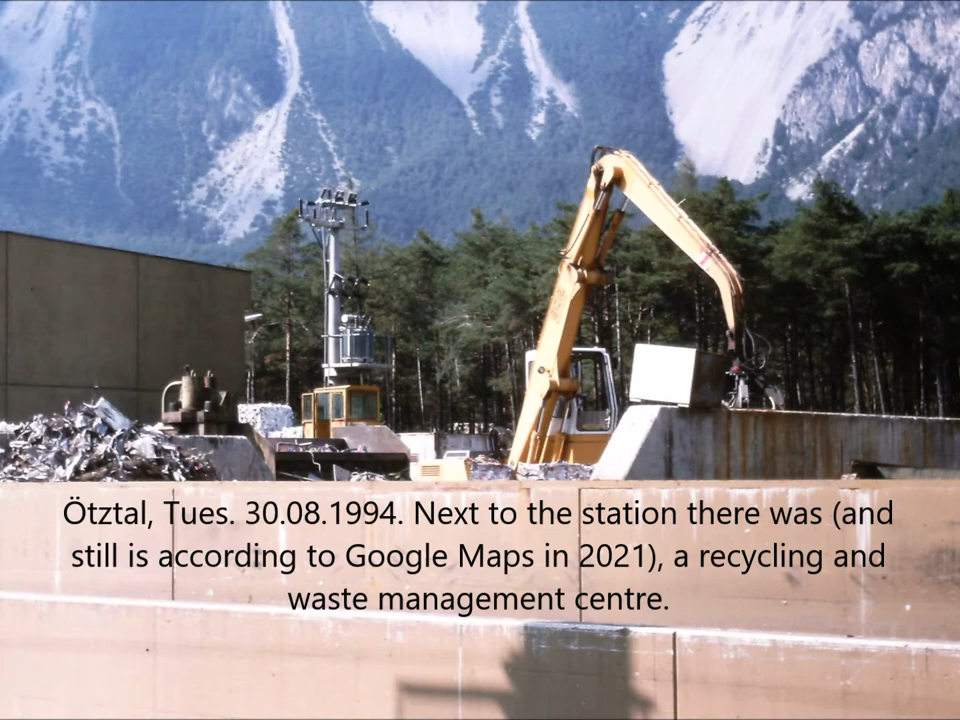 Ötztal, Tues. 30.08.1994. Next to the station there was (and
still is according to Google Maps in 2021), a recycling and
waste management centre.